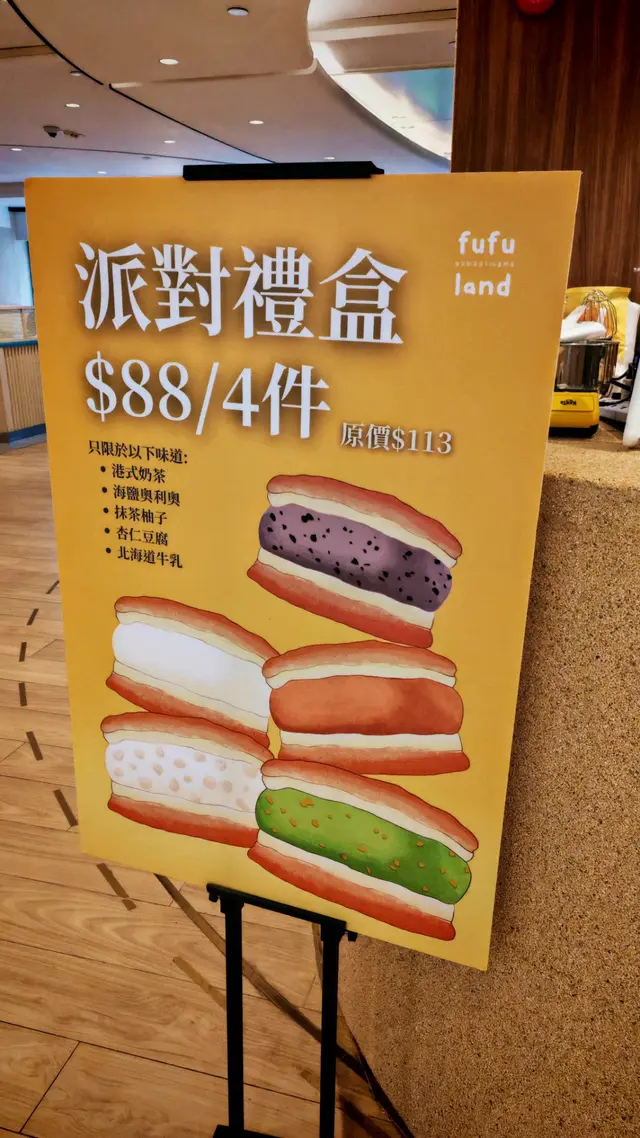 fufu
land
派對禮盒
$88/4件
原價$113
只限於以下味道:
• 港式奶茶
• 海鹽奧利奧
• 抹茶柚子
• 杏仁豆腐
• 北海道牛乳